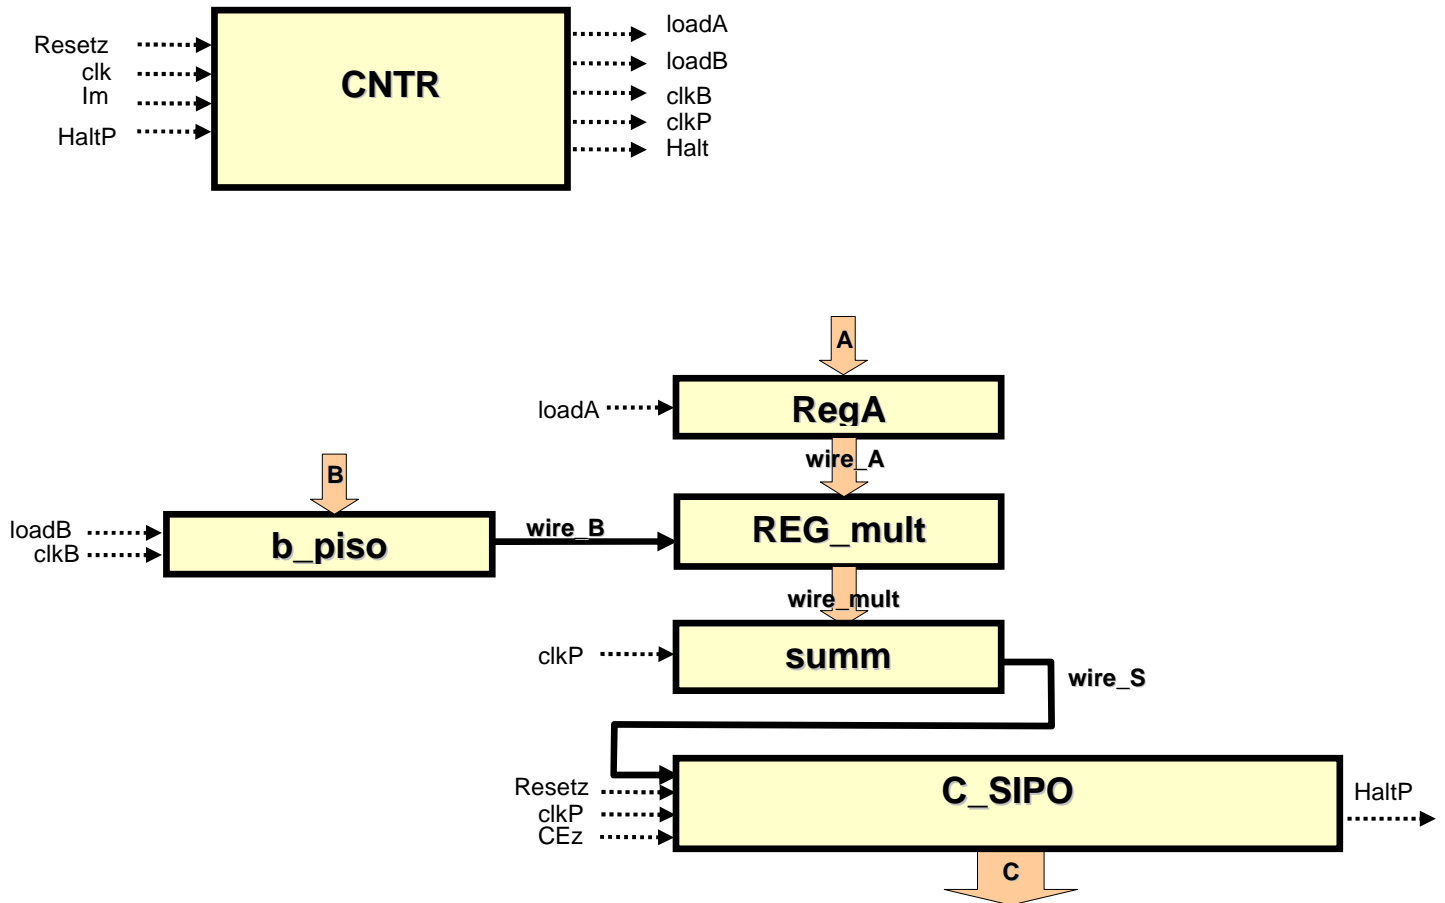 Resetz
clk
Im
HaltP
CNTR
loadA
loadB
clkB
clkP
Halt
A
loadA
RegA
wire_A
B
loadB
clkB
b_piso
wire_B
REG_mult
wire_mult
clkP
summ
wire_S
Resetz
clkP
CEz
C_SIPO
HaltP
C